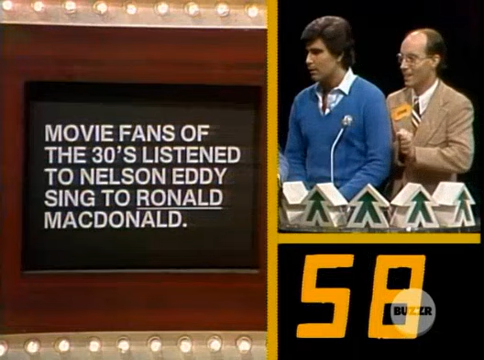 MOVIE FANS OF
THE 30'S LISTENED
TO NELSON EDDY
SING TO RONALD
MACDONALD.
58
BUZZR